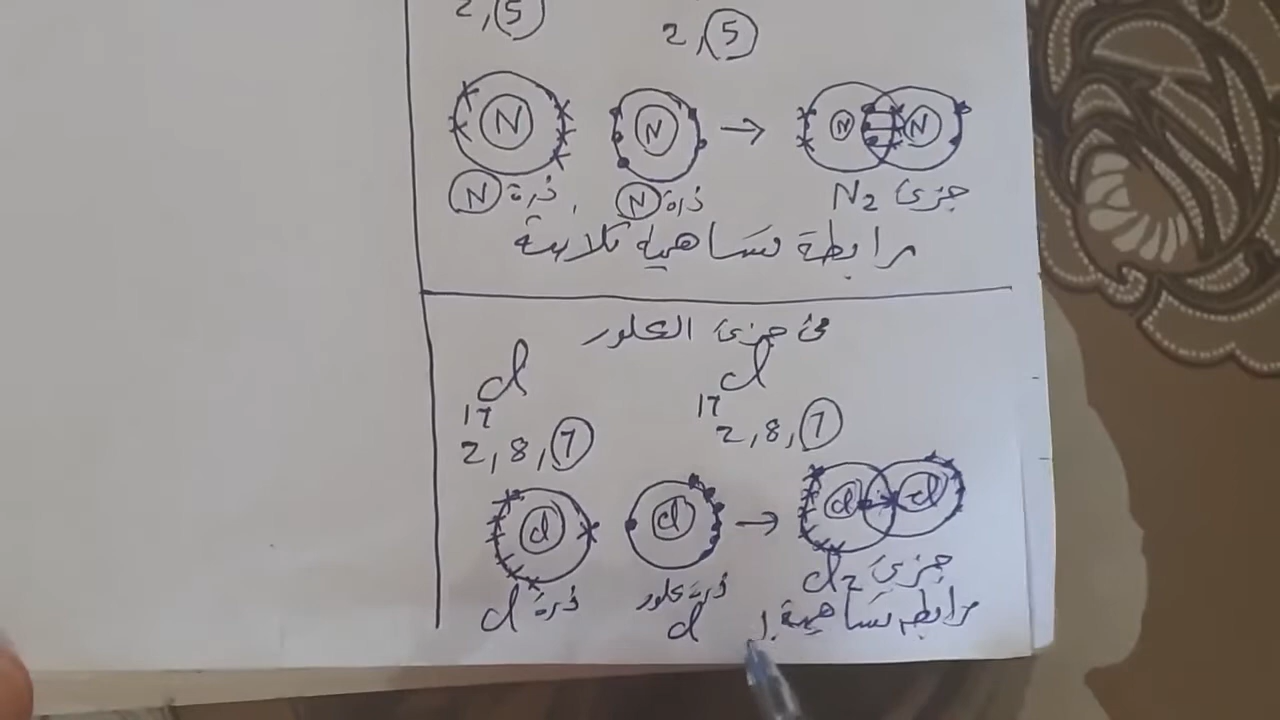 2, 5 2, 5
N N → N N
ذرة N ذرة N جزئ N2
رابطة تساهمية ثلاثية
فى جزئ الكلور
Cl Cl
17 17
2, 8, 7 2, 8, 7
Cl Cl → Cl Cl
ذرة Cl ذرة كلور Cl جزئ Cl2
رابطة تساهمية ا